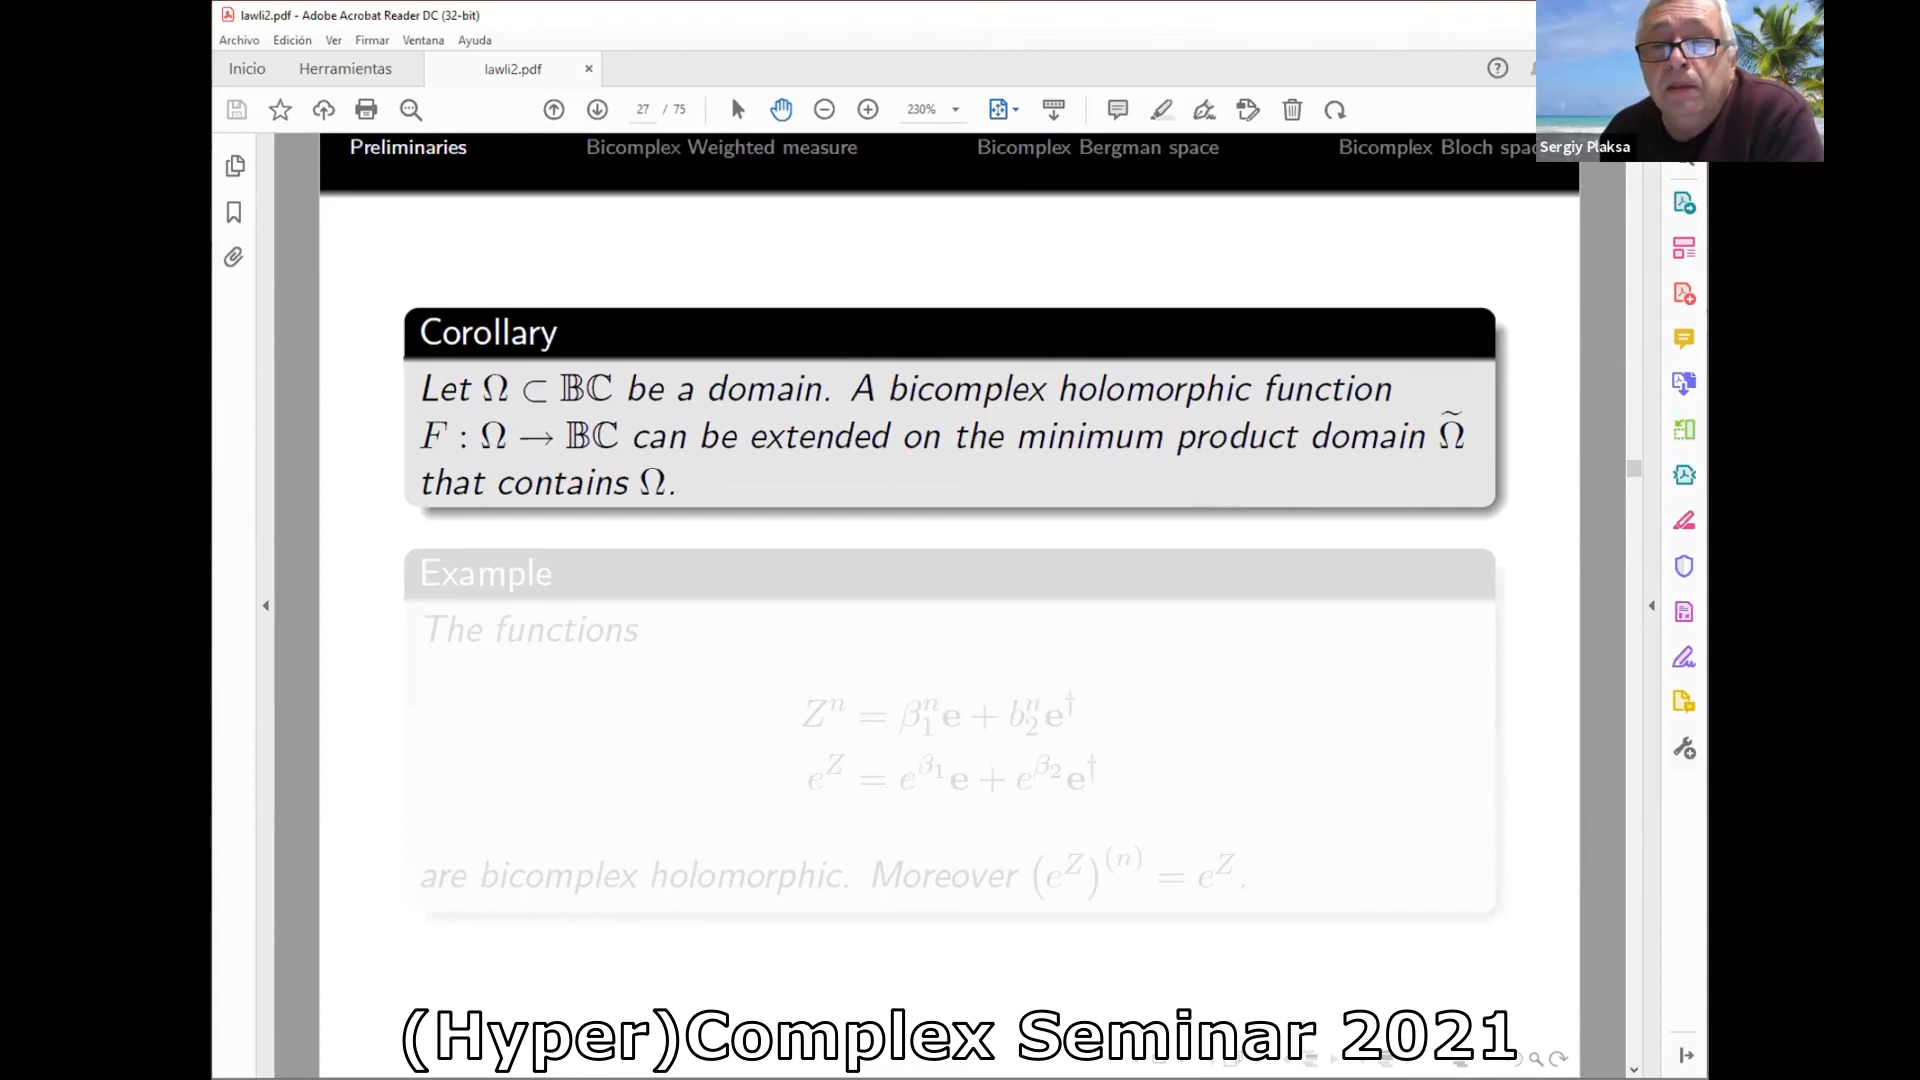 lawli2.pdf - Adobe Acrobat Reader DC (32-bit)
Archivo Edición Ver Firmar Ventana Ayuda
Inicio Herramientas lawli2.pdf ×
27 / 75 230%
Sergiy Plaksa
Preliminaries Bicomplex Weighted measure Bicomplex Bergman space Bicomplex Bloch
Corollary
Let Ω ⊂ 𝔹ℂ be a domain. A bicomplex holomorphic function
F : Ω → 𝔹ℂ can be extended on the minimum product domain Ω̃
that contains Ω.
Example
The functions
Zⁿ = β₁ⁿe + b₂ⁿe†
e^Z = e^β₁ e + e^β₂ e†
are bicomplex holomorphic. Moreover (e^Z)^(n) = e^Z.
(Hyper)Complex Seminar 2021